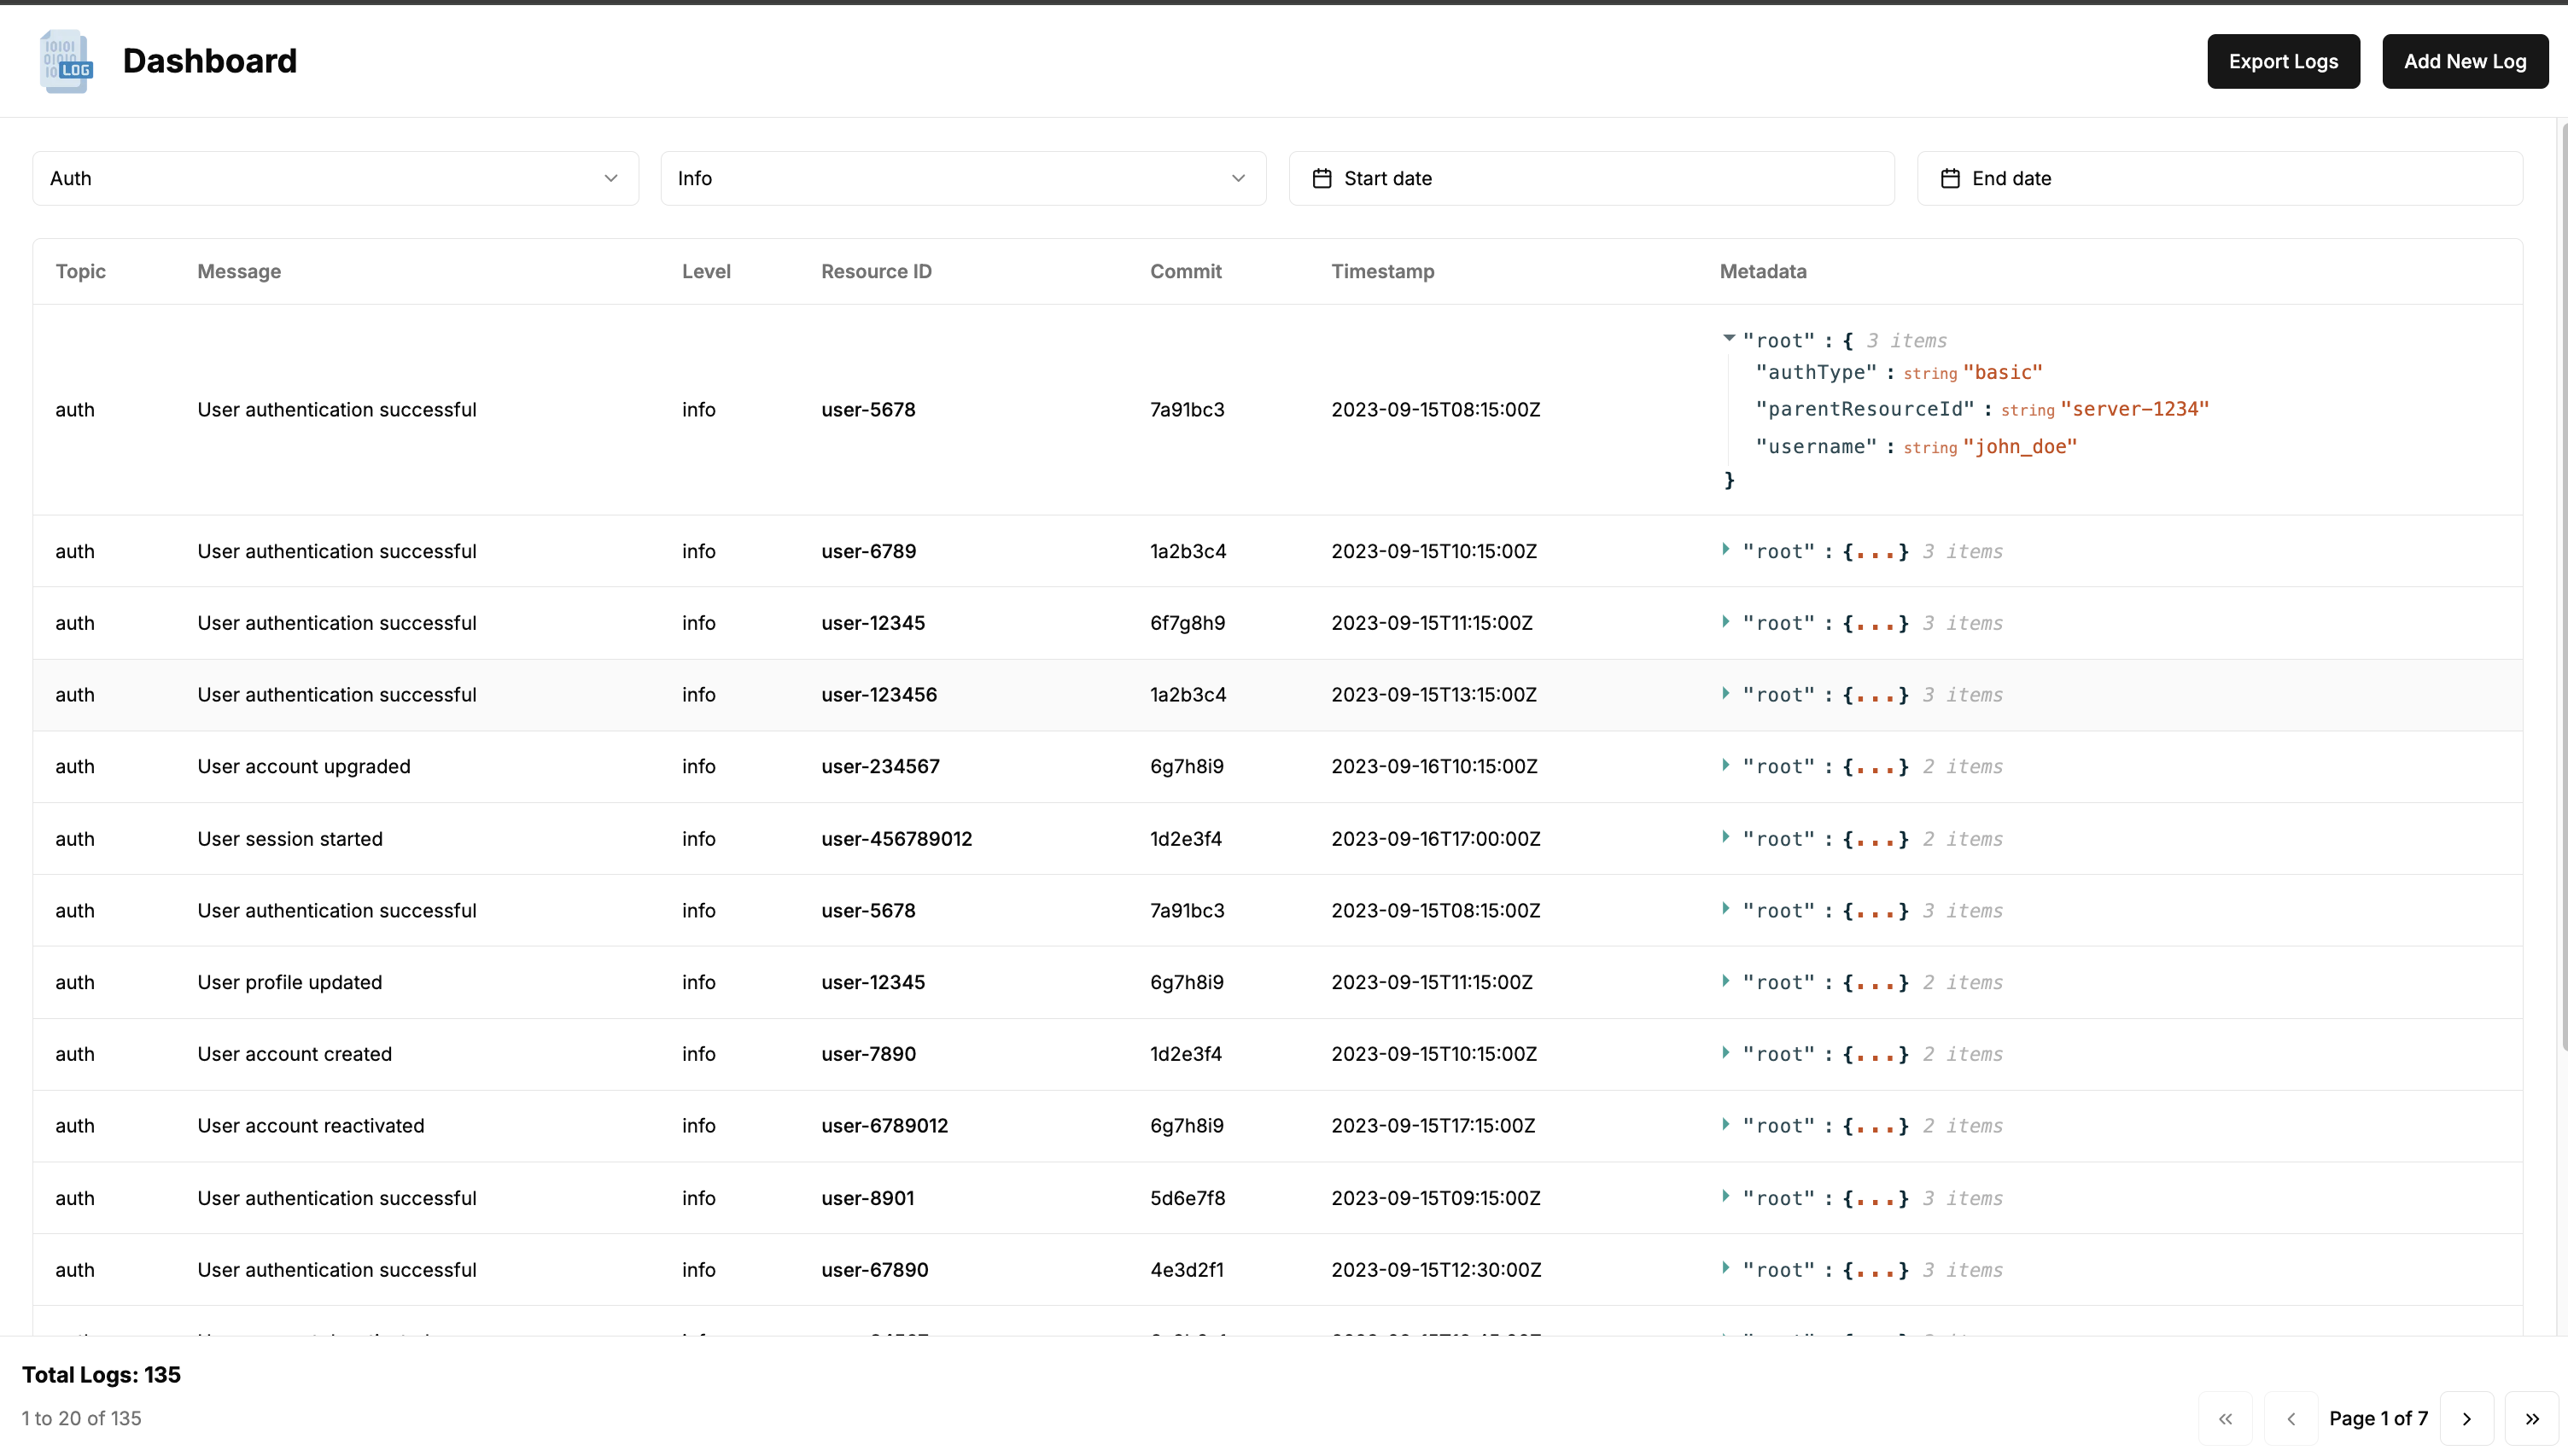 10101
01010
10 LOG
Dashboard
Export Logs
Add New Log
Auth
Info
Start date
End date
Topic Message Level Resource ID Commit Timestamp Metadata
auth User authentication successful info user-5678 7a91bc3 2023-09-15T08:15:00Z
"root" : { 3 items
"authType" : string "basic"
"parentResourceId" : string "server-1234"
"username" : string "john_doe"
}
auth User authentication successful info user-6789 1a2b3c4 2023-09-15T10:15:00Z "root" : {...} 3 items
auth User authentication successful info user-12345 6f7g8h9 2023-09-15T11:15:00Z "root" : {...} 3 items
auth User authentication successful info user-123456 1a2b3c4 2023-09-15T13:15:00Z "root" : {...} 3 items
auth User account upgraded info user-234567 6g7h8i9 2023-09-16T10:15:00Z "root" : {...} 2 items
auth User session started info user-456789012 1d2e3f4 2023-09-16T17:00:00Z "root" : {...} 2 items
auth User authentication successful info user-5678 7a91bc3 2023-09-15T08:15:00Z "root" : {...} 3 items
auth User profile updated info user-12345 6g7h8i9 2023-09-15T11:15:00Z "root" : {...} 2 items
auth User account created info user-7890 1d2e3f4 2023-09-15T10:15:00Z "root" : {...} 2 items
auth User account reactivated info user-6789012 6g7h8i9 2023-09-15T17:15:00Z "root" : {...} 2 items
auth User authentication successful info user-8901 5d6e7f8 2023-09-15T09:15:00Z "root" : {...} 3 items
auth User authentication successful info user-67890 4e3d2f1 2023-09-15T12:30:00Z "root" : {...} 3 items
Total Logs: 135
1 to 20 of 135
Page 1 of 7